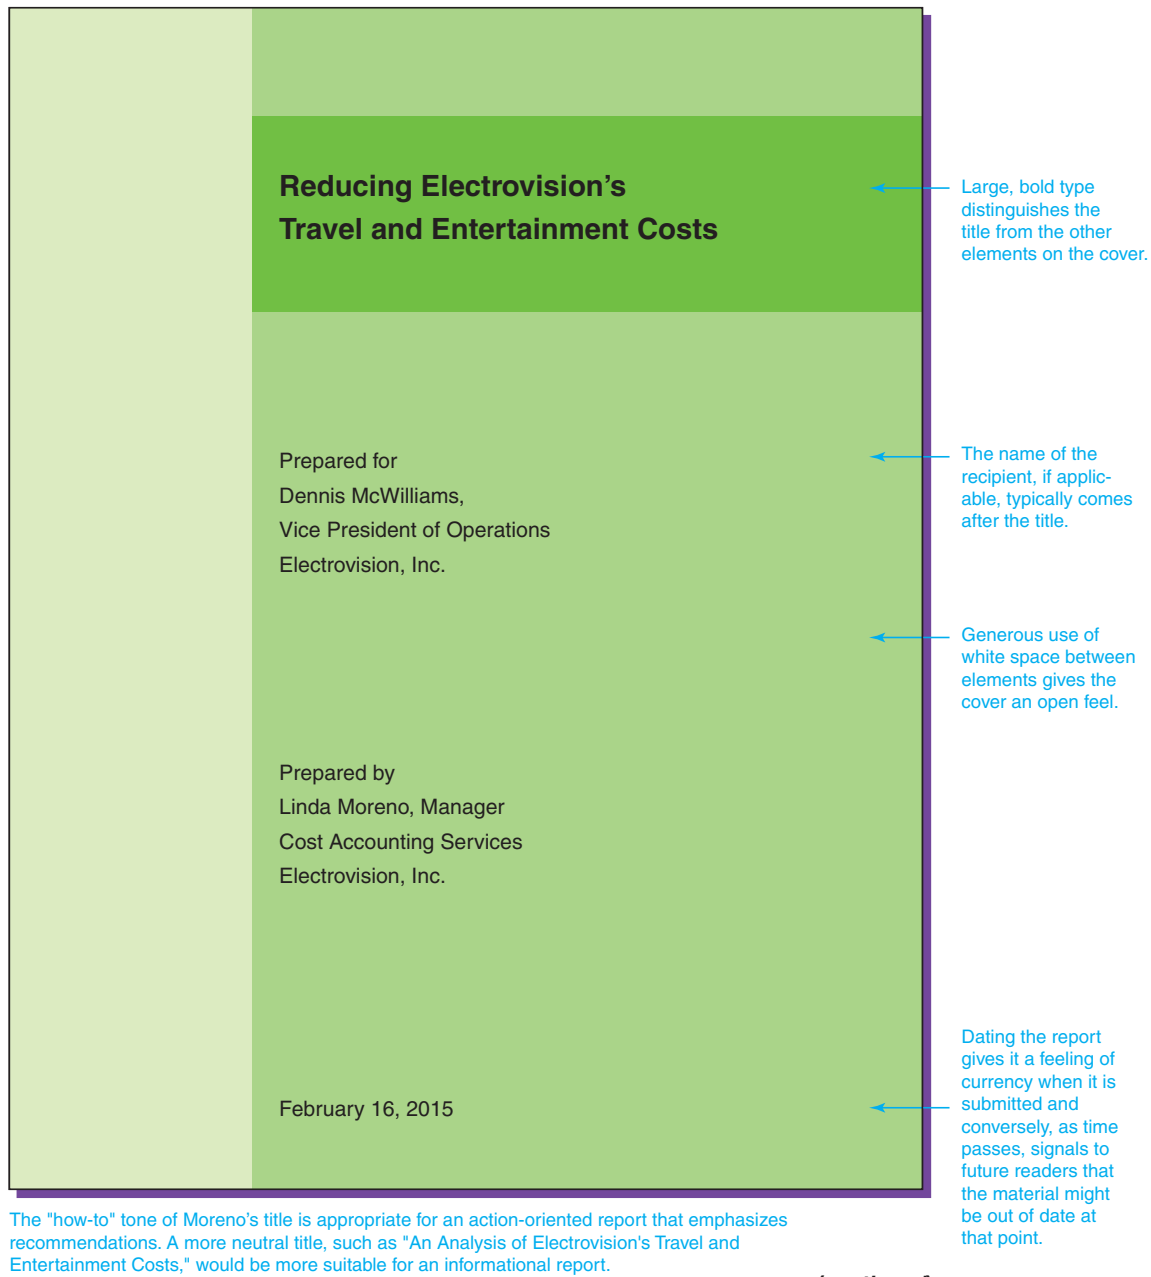 Reducing Electrovision’s
Travel and Entertainment Costs
Large, bold type
distinguishes the
title from the other
elements on the cover.
Prepared for
Dennis McWilliams,
Vice President of Operations
Electrovision, Inc.
The name of the
recipient, if applic-
able, typically comes
after the title.
Generous use of
white space between
elements gives the
cover an open feel.
Prepared by
Linda Moreno, Manager
Cost Accounting Services
Electrovision, Inc.
February 16, 2015
Dating the report
gives it a feeling of
currency when it is
submitted and
conversely, as time
passes, signals to
future readers that
the material might
be out of date at
that point.
The "how-to" tone of Moreno’s title is appropriate for an action-oriented report that emphasizes
recommendations. A more neutral title, such as "An Analysis of Electrovision's Travel and
Entertainment Costs," would be more suitable for an informational report.